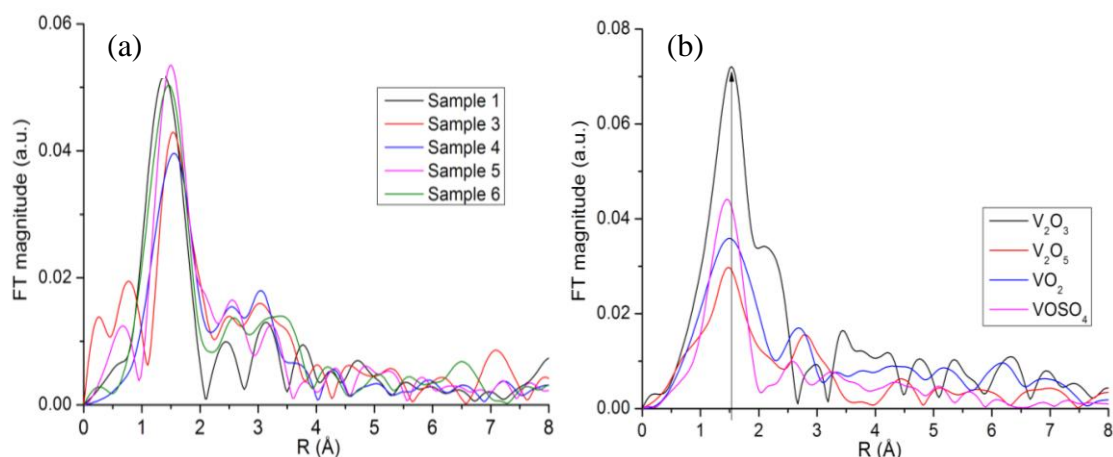 (a)
FT magnitude (a.u.)
0.06
0.04
0.02
0.00
Sample 1
Sample 3
Sample 4
Sample 5
Sample 6
0 1 2 3 4 5 6 7 8
R (Å)
(b)
FT magnitude (a.u.)
0.08
0.06
0.04
0.02
0.00
V₂O₃
V₂O₅
VO₂
VOSO₄
0 1 2 3 4 5 6 7 8
R (Å)